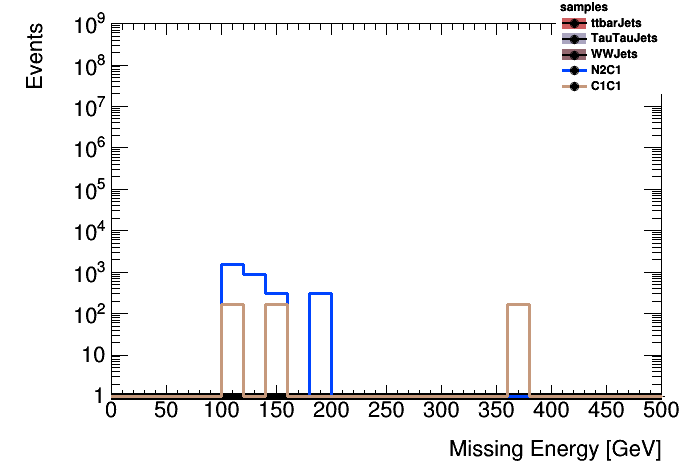 samples
ttbarJets
TauTauJets
WWJets
N2C1
C1C1
Events
10⁹
10⁸
10⁷
10⁶
10⁵
10⁴
10³
10²
10
1
0 50 100 150 200 250 300 350 400 450 500
Missing Energy [GeV]